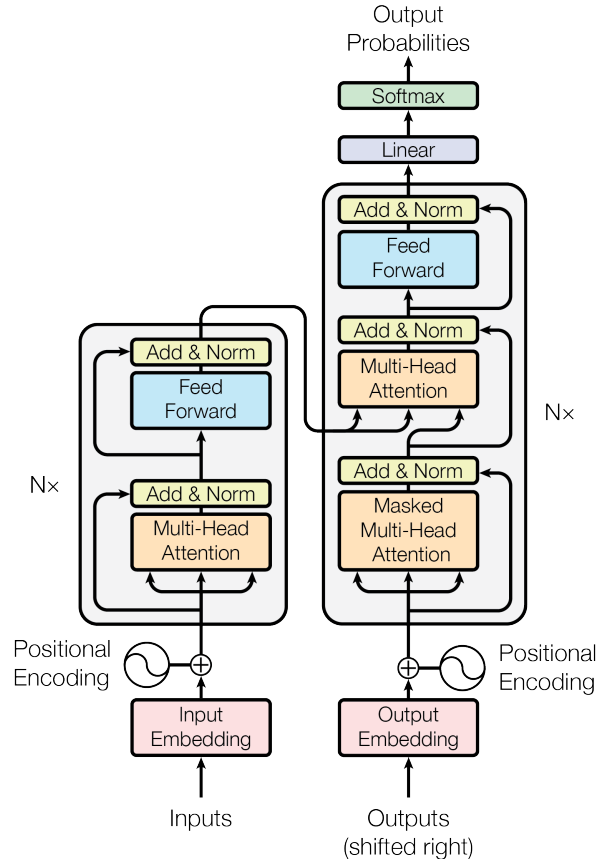 Output
Probabilities
Softmax
Linear
Add & Norm
Feed
Forward
Add & Norm
Multi-Head
Attention
Add & Norm
Masked
Multi-Head
Attention
N×
Add & Norm
Feed
Forward
Add & Norm
Multi-Head
Attention
N×
Positional
Encoding
Positional
Encoding
Input
Embedding
Output
Embedding
Inputs
Outputs
(shifted right)